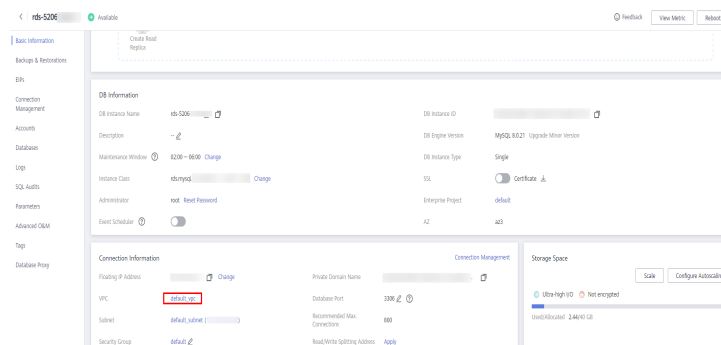 rds-5206
Available
Feedback
View Metric
Reboot
Basic Information
Backups & Restorations
EIPs
Connection Management
Accounts
Databases
Logs
SQL Audits
Parameters
Advanced O&M
Tags
Database Proxy
Create Read
Replica
DB Information
DB Instance Name rds-5206
DB Instance ID
Description --
DB Engine Version MySQL 8.0.21 Upgrade Minor Version
Maintenance Window 02:00 – 06:00 Change
DB Instance Type Single
Instance Class rds.mysql. Change
SSL Certificate
Administrator root Reset Password
Enterprise Project default
Event Scheduler
AZ az3
Connection Information
Connection Management
Floating IP Address Change
Private Domain Name
VPC default_vpc
Database Port 3306
Subnet default_subnet ( )
Recommended Max. Connections 800
Security Group default
Read/Write Splitting Address Apply
Storage Space
Scale
Configure Autoscaling
Ultra-high I/O
Not encrypted
Used/Allocated 2.44/40 GB